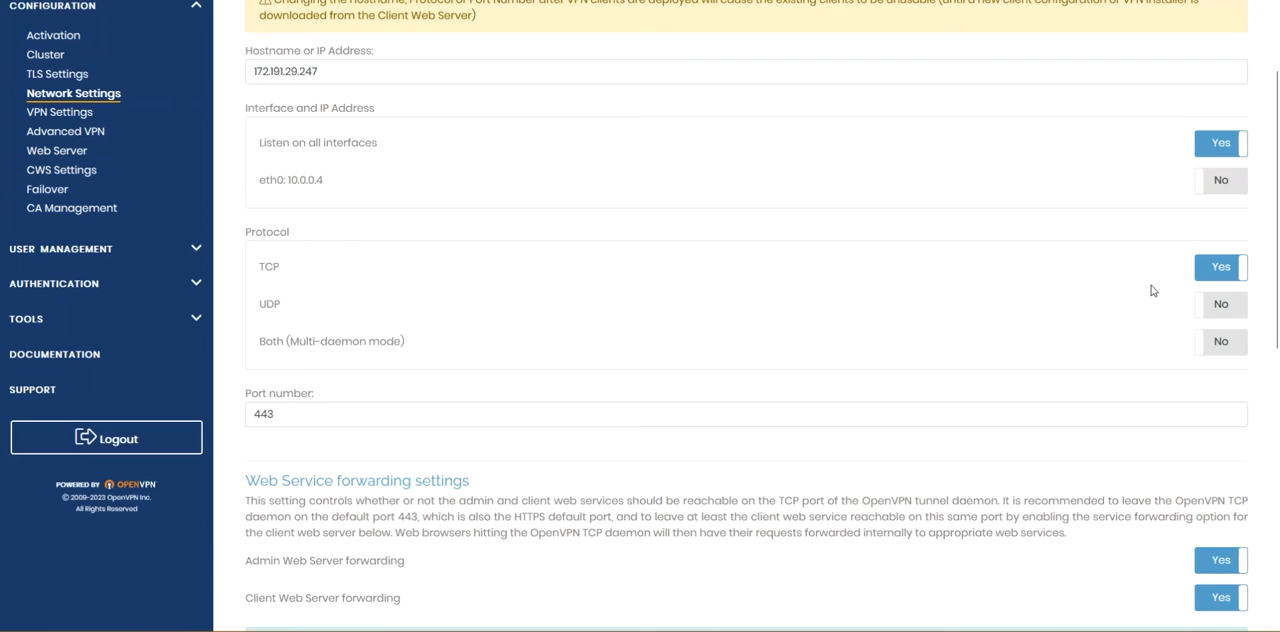 CONFIGURATION
Activation
Cluster
TLS Settings
Network Settings
VPN Settings
Advanced VPN
Web Server
CWS Settings
Failover
CA Management
USER MANAGEMENT
AUTHENTICATION
TOOLS
DOCUMENTATION
SUPPORT
Logout
POWERED BY OPENVPN
© 2009-2023 OpenVPN Inc.
All Rights Reserved
Changing the Hostname, Protocol or Port Number after VPN clients are deployed will cause the existing clients to be unusable (until a new client configuration or VPN installer is
downloaded from the Client Web Server)
Hostname or IP Address:
172.191.29.247
Interface and IP Address
Listen on all interfaces Yes
eth0: 10.0.0.4 No
Protocol
TCP Yes
UDP No
Both (Multi-daemon mode) No
Port number:
443
Web Service forwarding settings
This setting controls whether or not the admin and client web services should be reachable on the TCP port of the OpenVPN tunnel daemon. It is recommended to leave the OpenVPN TCP
daemon on the default port 443, which is also the HTTPS default port, and to leave at least the client web service reachable on this same port by enabling the service forwarding option for
the client web server below. Web browsers hitting the OpenVPN TCP daemon will then have their requests forwarded internally to appropriate web services.
Admin Web Server forwarding Yes
Client Web Server forwarding Yes